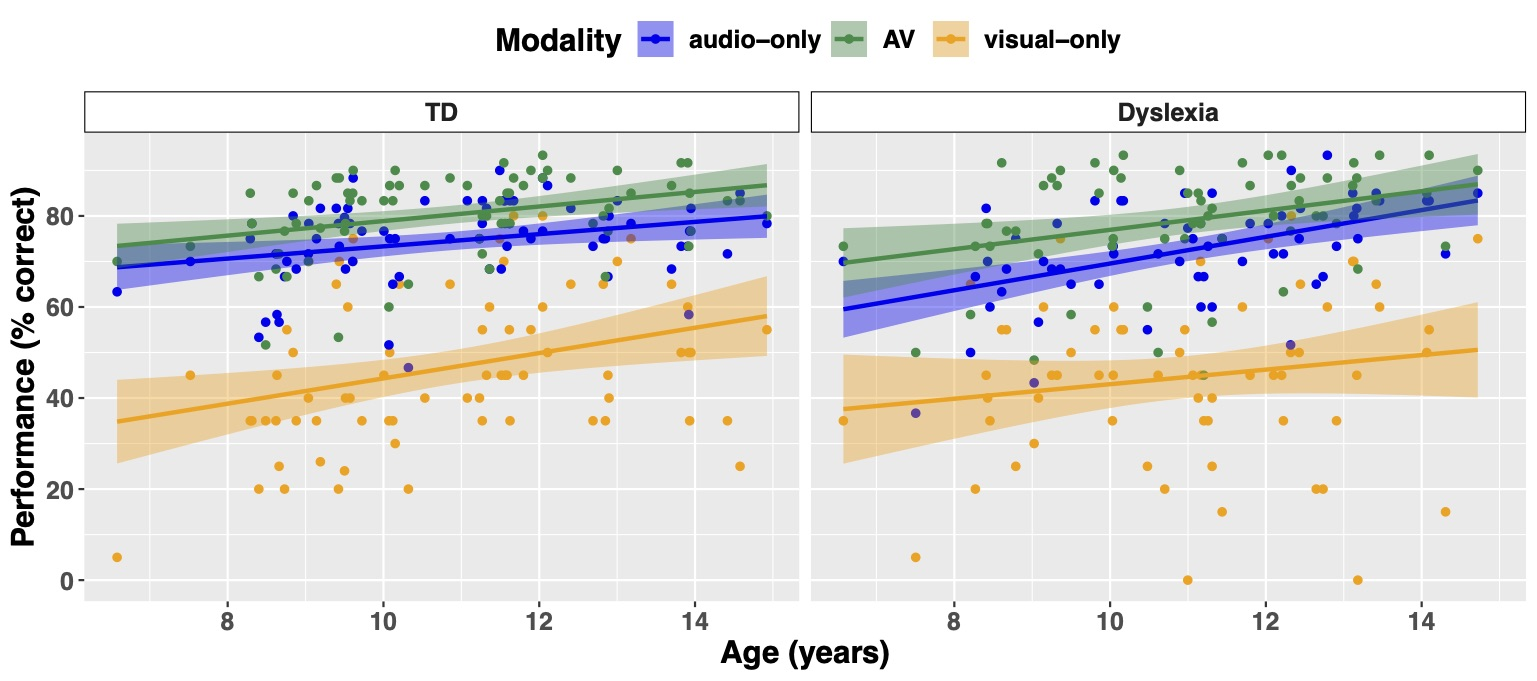 Modality audio-only AV visual-only
TD
Dyslexia
Performance (% correct)
80
60
40
20
0
8 10 12 14
8 10 12 14
Age (years)